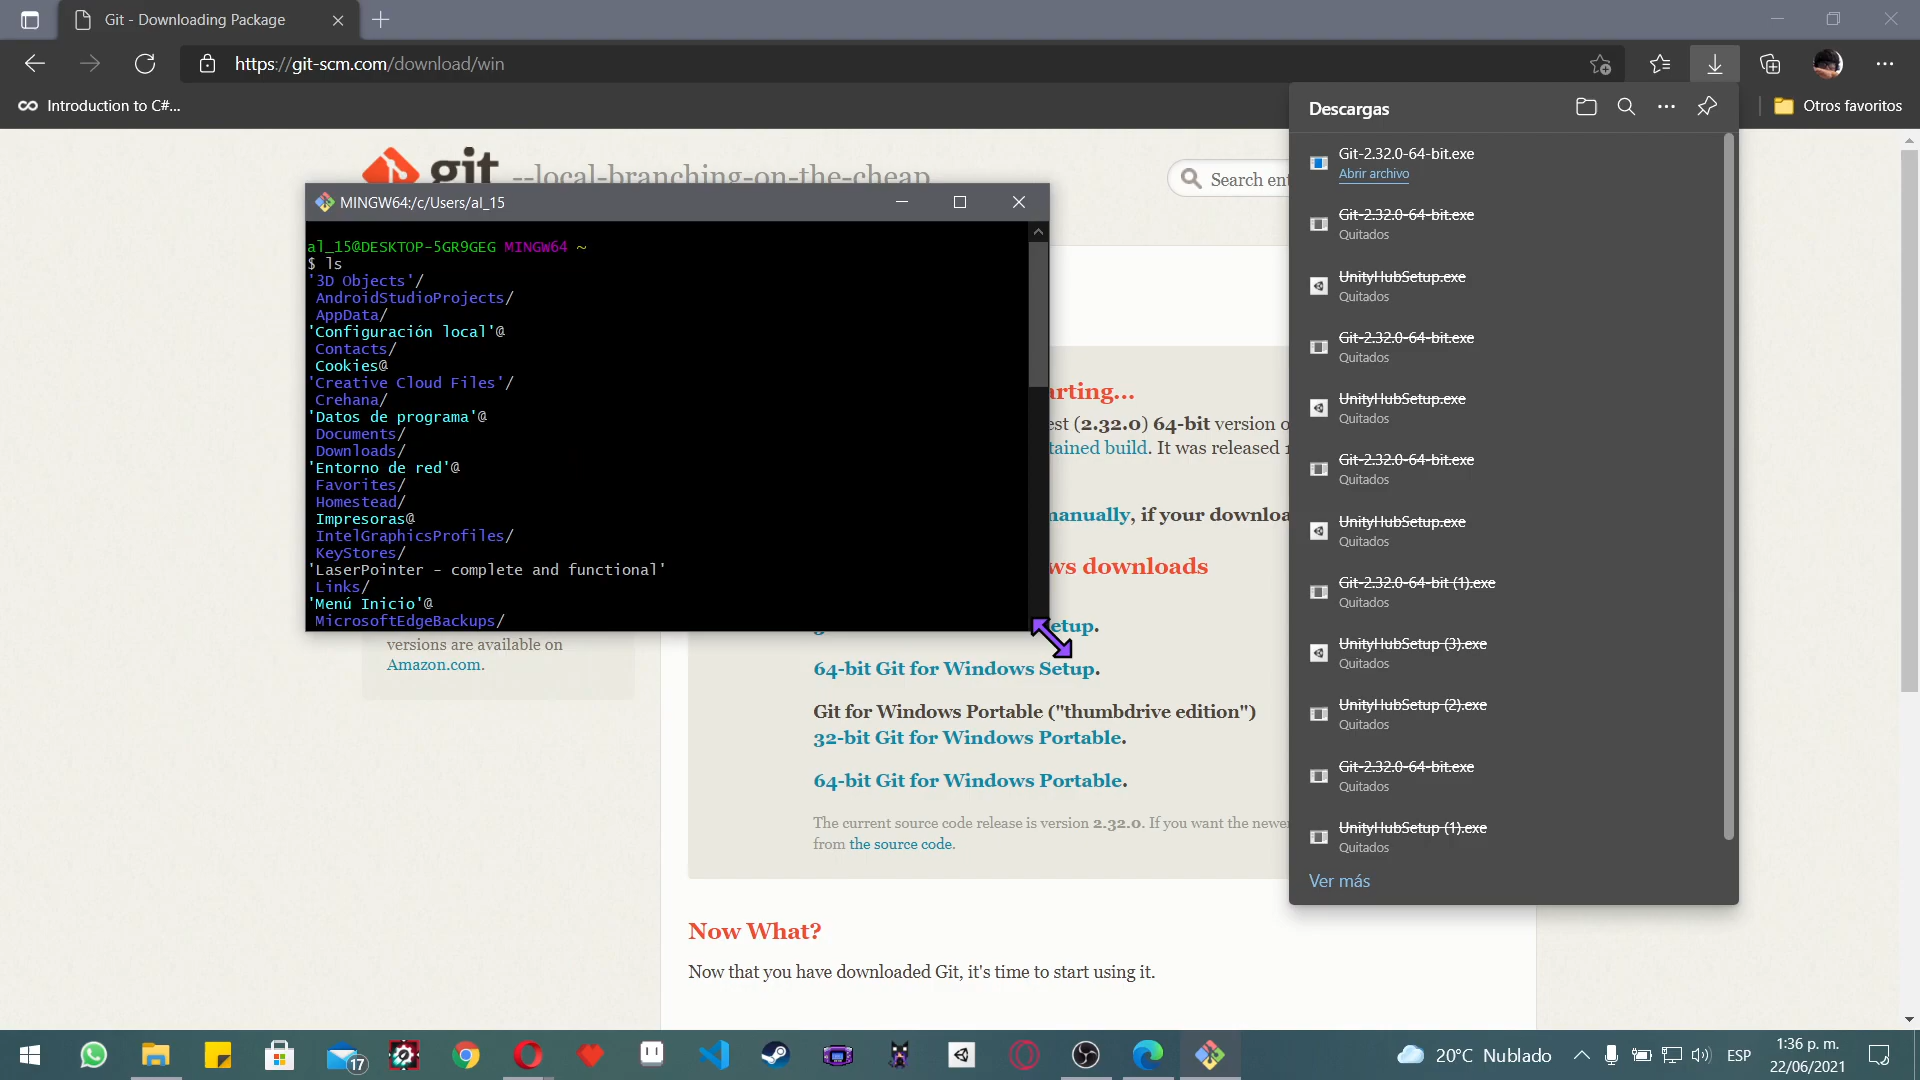 Git - Downloading Package
https://git-scm.com/download/win
Introduction to C#...
Otros favoritos
git --local-branching-on-the-cheap
Search
MINGW64:/c/Users/al_15
al_15@DESKTOP-5GR9GEG MINGW64 ~
$ ls
'3D Objects'/
AndroidStudioProjects/
AppData/
'Configuración local'@
Contacts/
Cookies@
'Creative Cloud Files'/
Crehana/
'Datos de programa'@
Documents/
Downloads/
'Entorno de red'@
Favorites/
Homestead/
Impresoras@
IntelGraphicsProfiles/
KeyStores/
'LaserPointer - complete and functional'
Links/
'Menú Inicio'@
MicrosoftEdgeBackups/
versions are available on
Amazon.com.
(2.32.0) 64-bit version
build. It was released
, if your
downloads
64-bit Git for Windows Setup.
Git for Windows Portable ("thumbdrive edition")
32-bit Git for Windows Portable.
64-bit Git for Windows Portable.
The current source code release is version 2.32.0. If you want the
from the source code.
Now What?
Now that you have downloaded Git, it's time to start using it.
Descargas
Git-2.32.0-64-bit.exe
Abrir archivo
Git-2.32.0-64-bit.exe
Quitados
UnityHubSetup.exe
Quitados
Git-2.32.0-64-bit.exe
Quitados
UnityHubSetup.exe
Quitados
Git-2.32.0-64-bit.exe
Quitados
UnityHubSetup.exe
Quitados
Git-2.32.0-64-bit (1).exe
Quitados
UnityHubSetup (3).exe
Quitados
UnityHubSetup (2).exe
Quitados
Git-2.32.0-64-bit.exe
Quitados
UnityHubSetup (1).exe
Quitados
Ver más
17
20°C Nublado
ESP
1:36 p. m.
22/06/2021